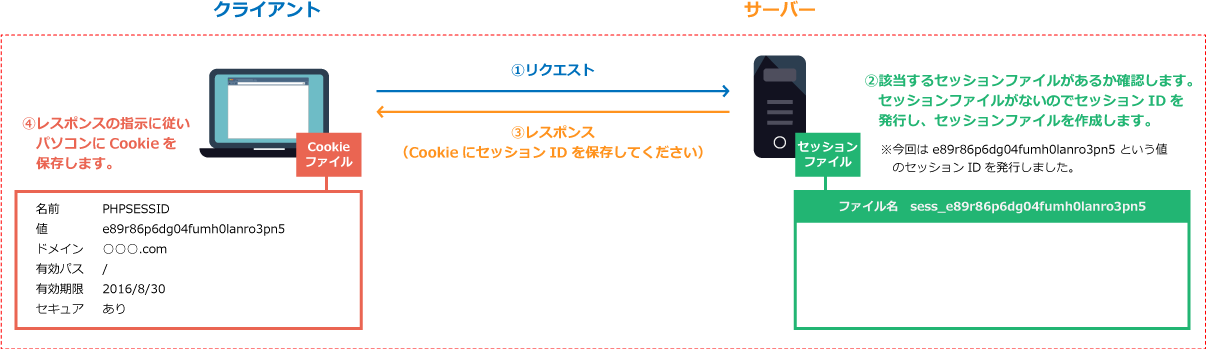 クライアント
サーバー
①リクエスト
②該当するセッションファイルがあるか確認します。
セッションファイルがないのでセッション ID を
発行し、セッションファイルを作成します。
※今回は e89r86p6dg04fumh0lanro3pn5 という値
のセッション ID を発行しました。
③レスポンス
（Cookie にセッション ID を保存してください）
④レスポンスの指示に従い
パソコンに Cookie を
保存します。
Cookie
ファイル
セッション
ファイル
名前 PHPSESSID
値 e89r86p6dg04fumh0lanro3pn5
ドメイン ○○○.com
有効パス /
有効期限 2016/8/30
セキュア あり
ファイル名 sess_e89r86p6dg04fumh0lanro3pn5